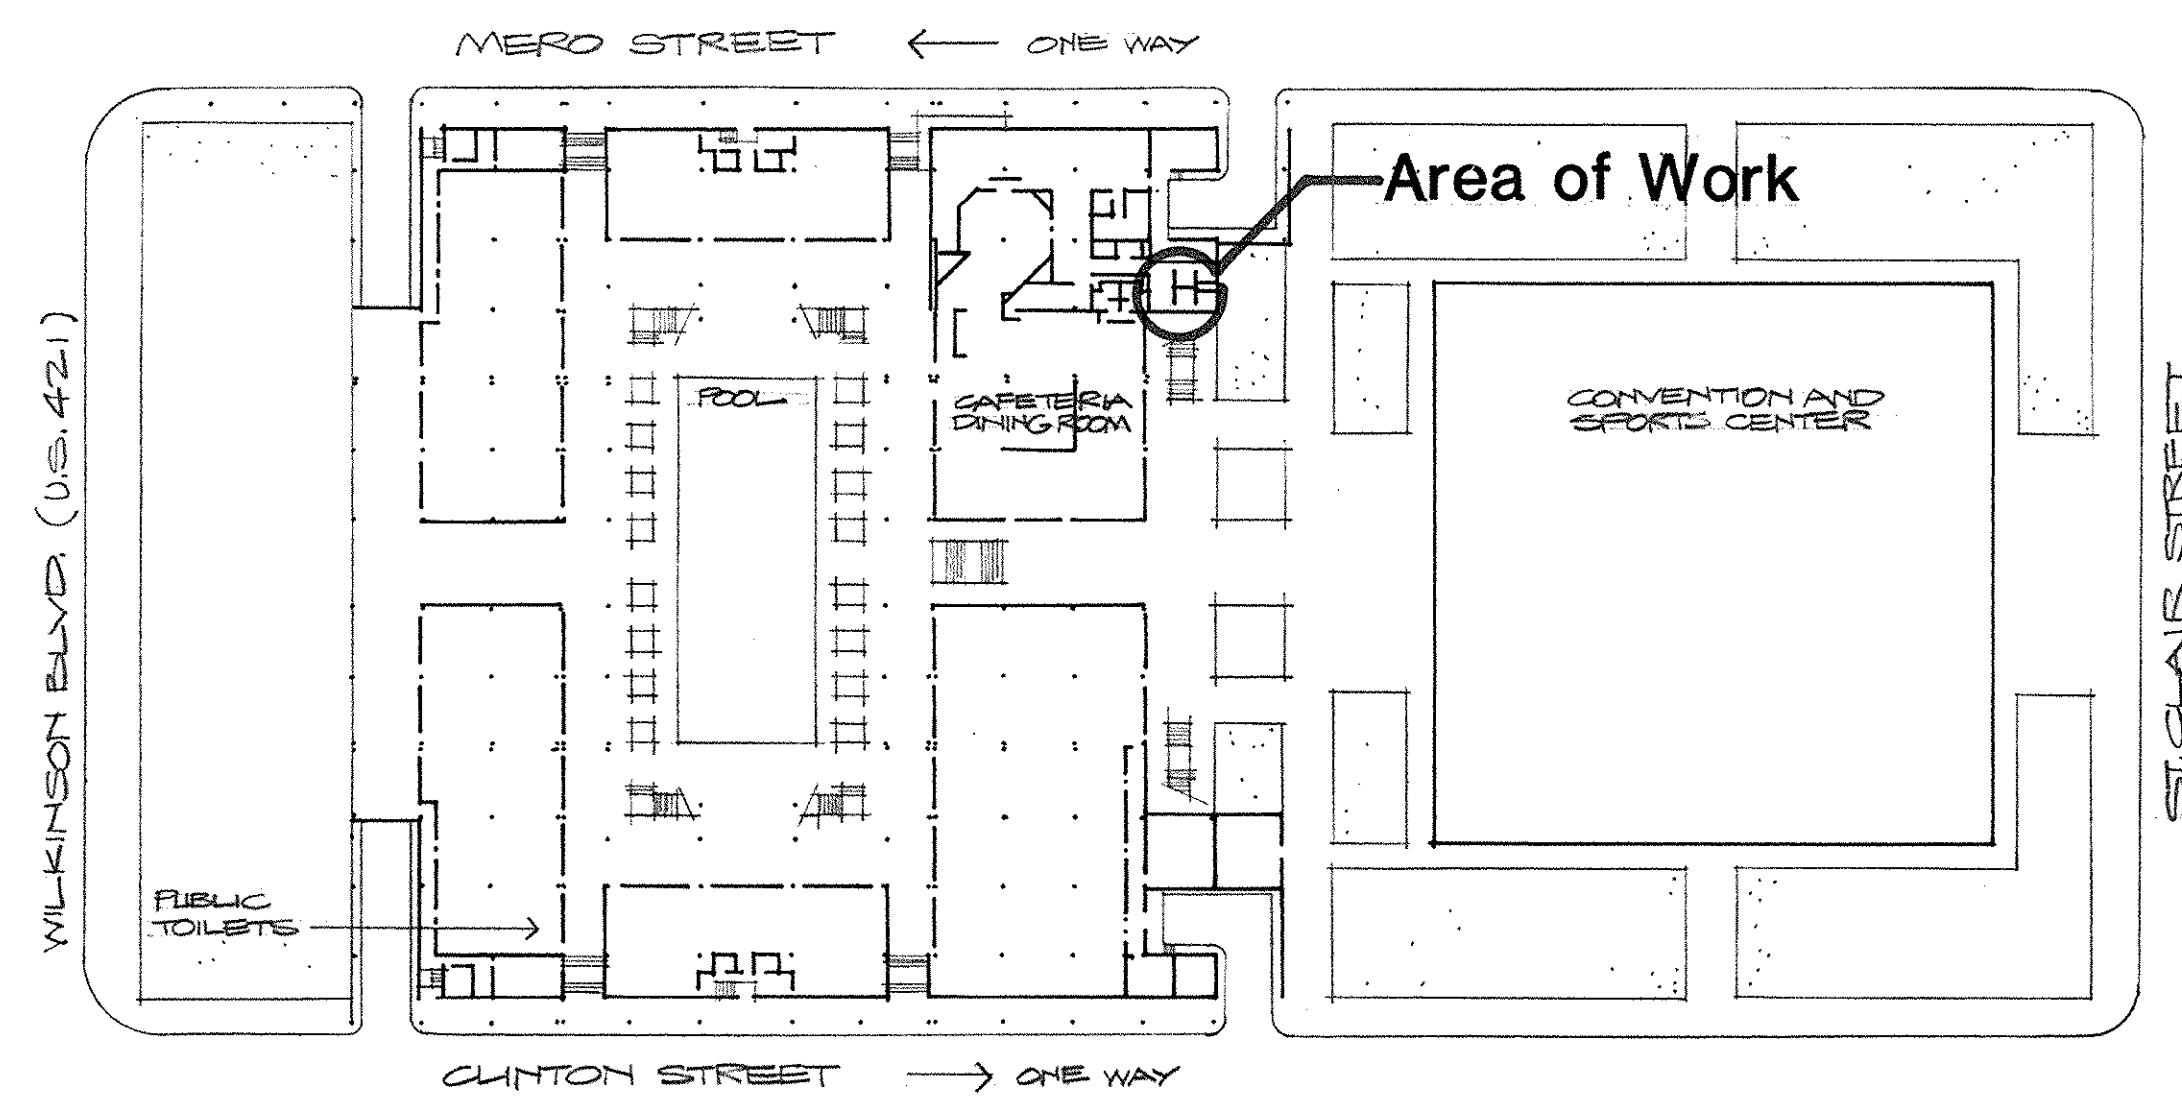 MERO STREET ← ONE WAY
Area of Work
WILKINSON BLVD. (U.S. 421)
POOL
CAFETERIA
DINING ROOM
CONVENTION AND
SPORTS CENTER
ST. CLAIR STREET
PUBLIC
TOILETS
CLINTON STREET → ONE WAY